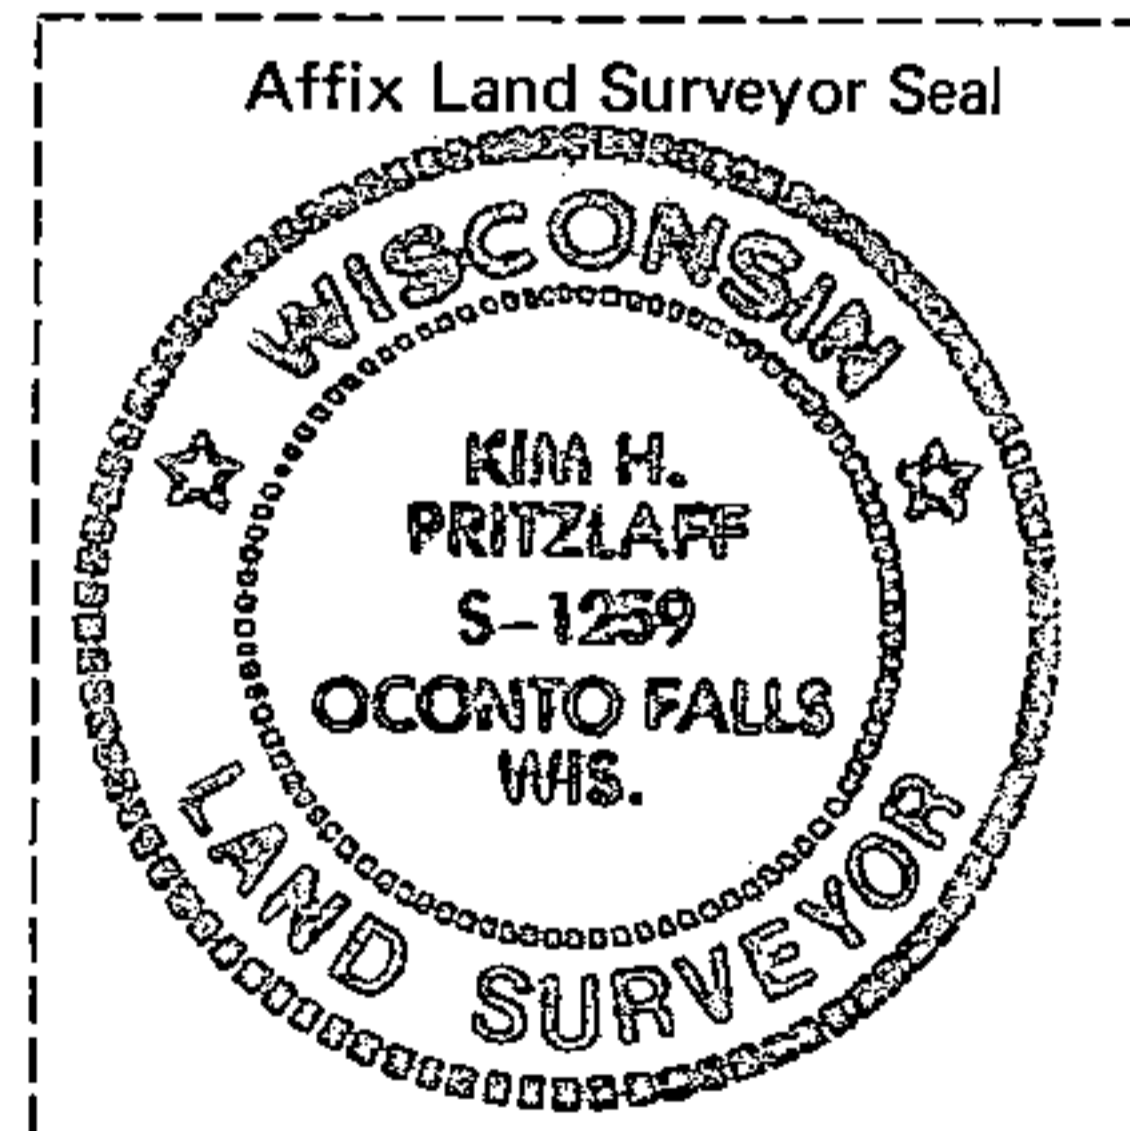 Affix Land Surveyor Seal
WISCONSIN
KIM H.
PRITZLAFF
S-1259
OCONTO FALLS
WIS.
LAND SURVEYOR